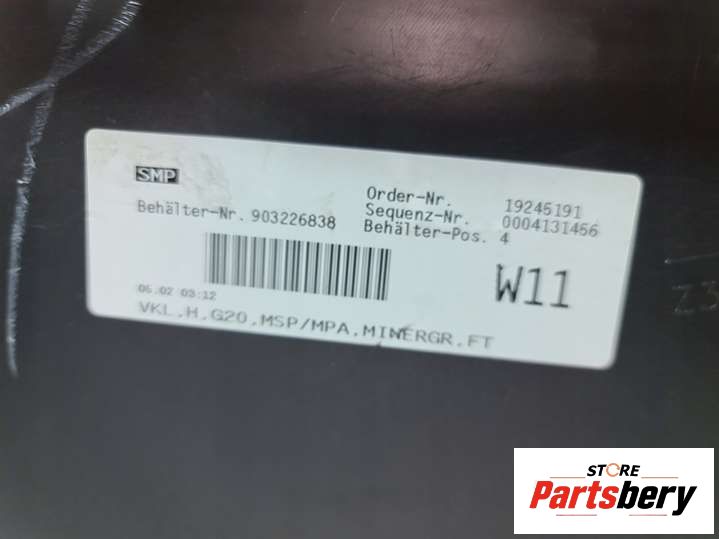 SMP
Order-Nr. 19245191
Sequenz-Nr. 0004131456
Behälter-Nr. 903226838
Behälter-Pos. 4
W11
06.02 03:12
VKL.H.G20.MSP/MPA.MINERGR.FT
STORE
Partsbery